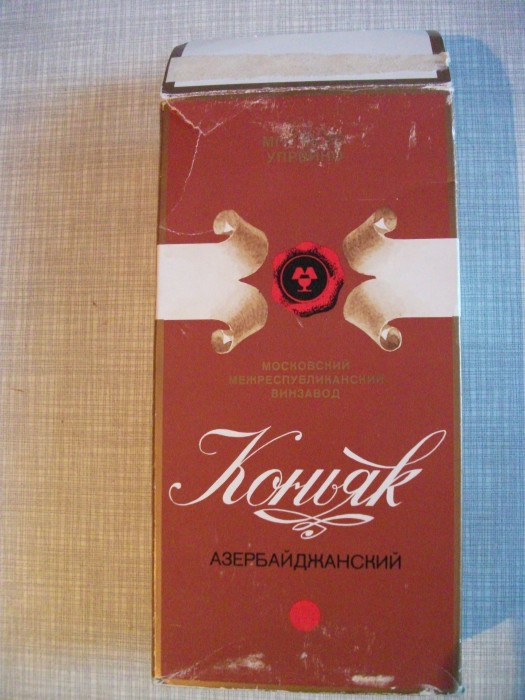 МОСКОВСКИЙ
МЕЖРЕСПУБЛИКАНСКИЙ
ВИНЗАВОД
Коньяк
АЗЕРБАЙДЖАНСКИЙ